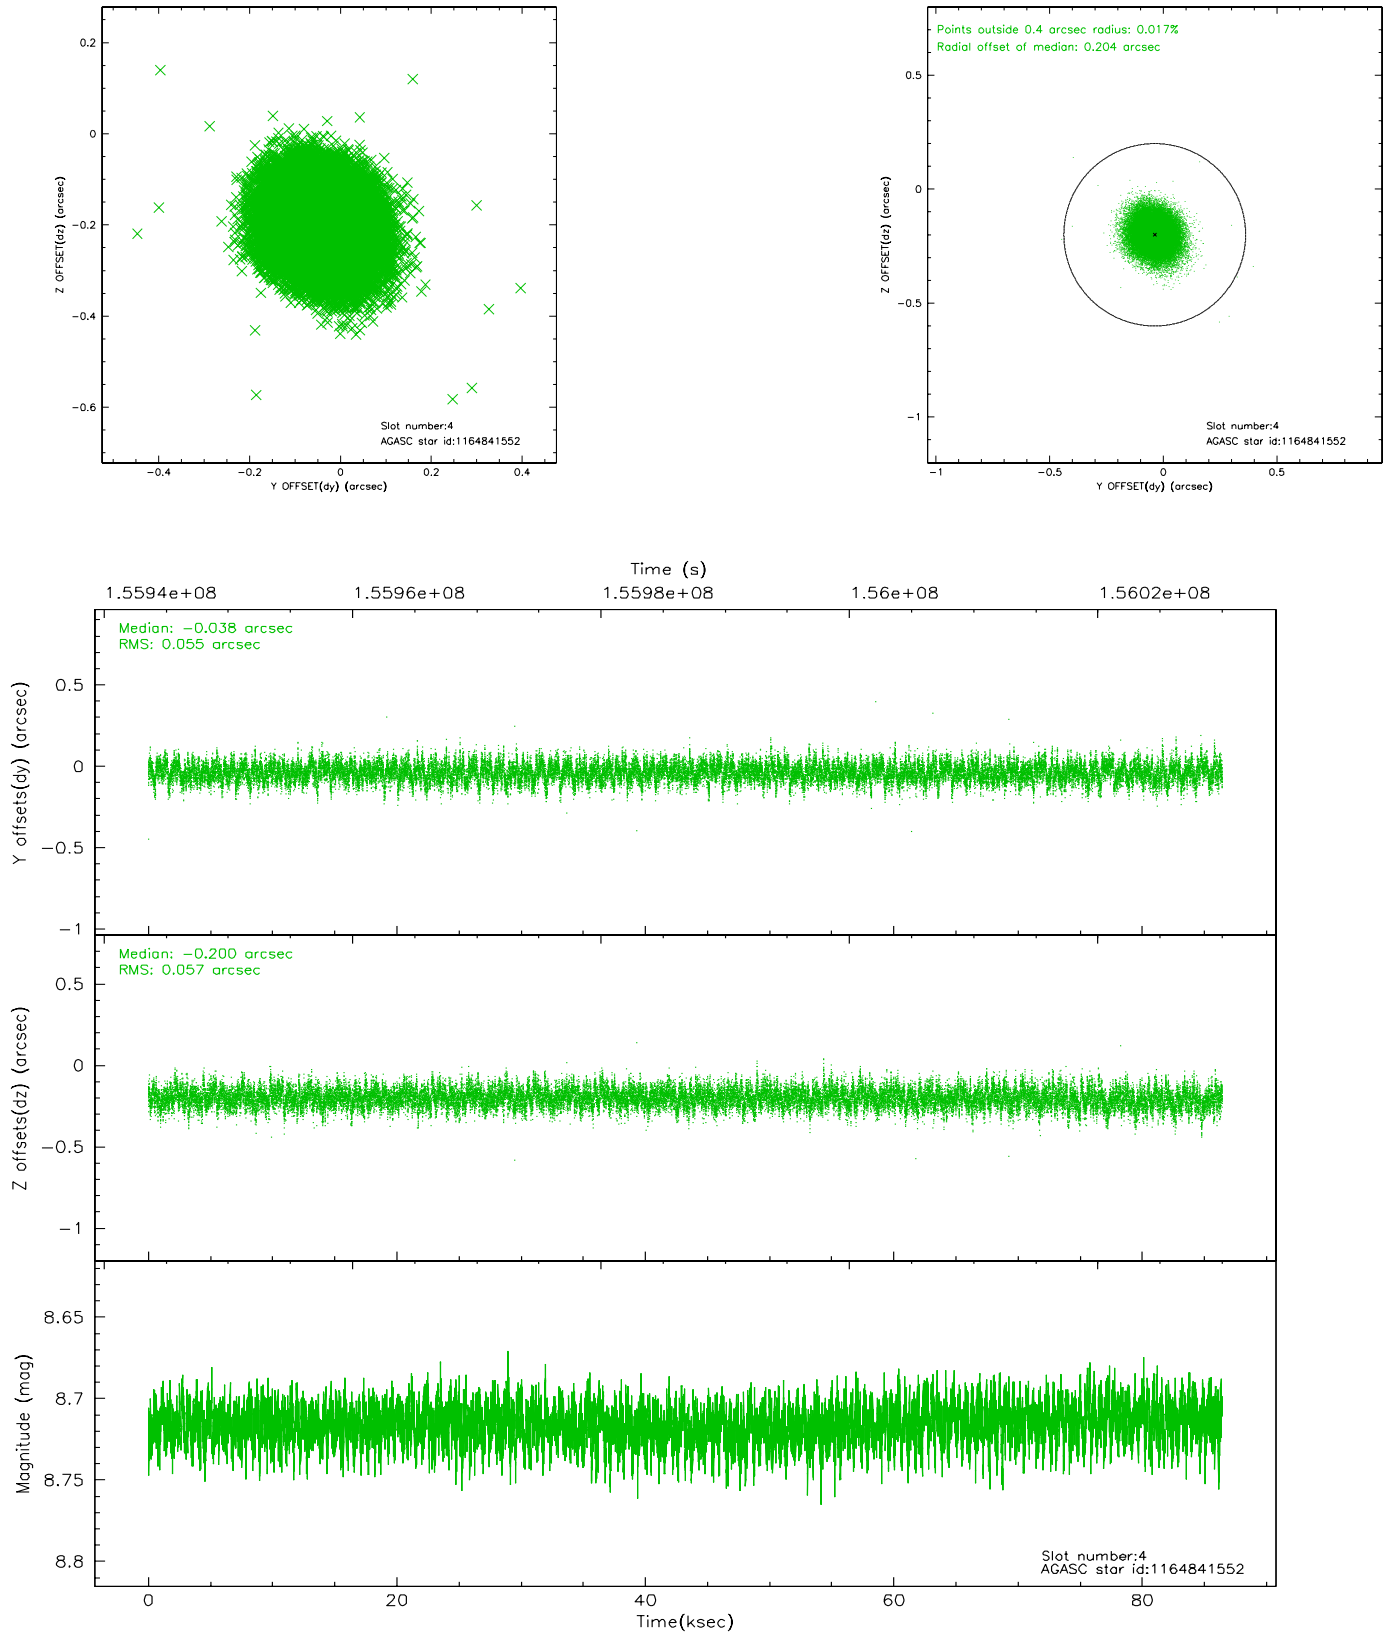 0.2
0
−0.2
−0.4
−0.6
Z OFFSET(dz) (arcsec)
Slot number:4
AGASC star id:1164841552
−0.4 −0.2 0 0.2 0.4
Y OFFSET(dy) (arcsec)
Points outside 0.4 arcsec radius: 0.017%
Radial offset of median: 0.204 arcsec
0.5
0
−0.5
−1
Z OFFSET(dz) (arcsec)
Slot number:4
AGASC star id:1164841552
−1 −0.5 0 0.5
Y OFFSET(dy) (arcsec)
Time (s)
1.5594e+08 1.5596e+08 1.5598e+08 1.56e+08 1.5602e+08
Median: −0.038 arcsec
RMS: 0.055 arcsec
0.5
0
−0.5
−1
Y offsets(dy) (arcsec)
Median: −0.200 arcsec
RMS: 0.057 arcsec
0.5
0
−0.5
−1
Z offsets(dz) (arcsec)
8.65
8.7
8.75
8.8
Magnitude (mag)
Slot number:4
AGASC star id:1164841552
0 20 40 60 80
Time(ksec)